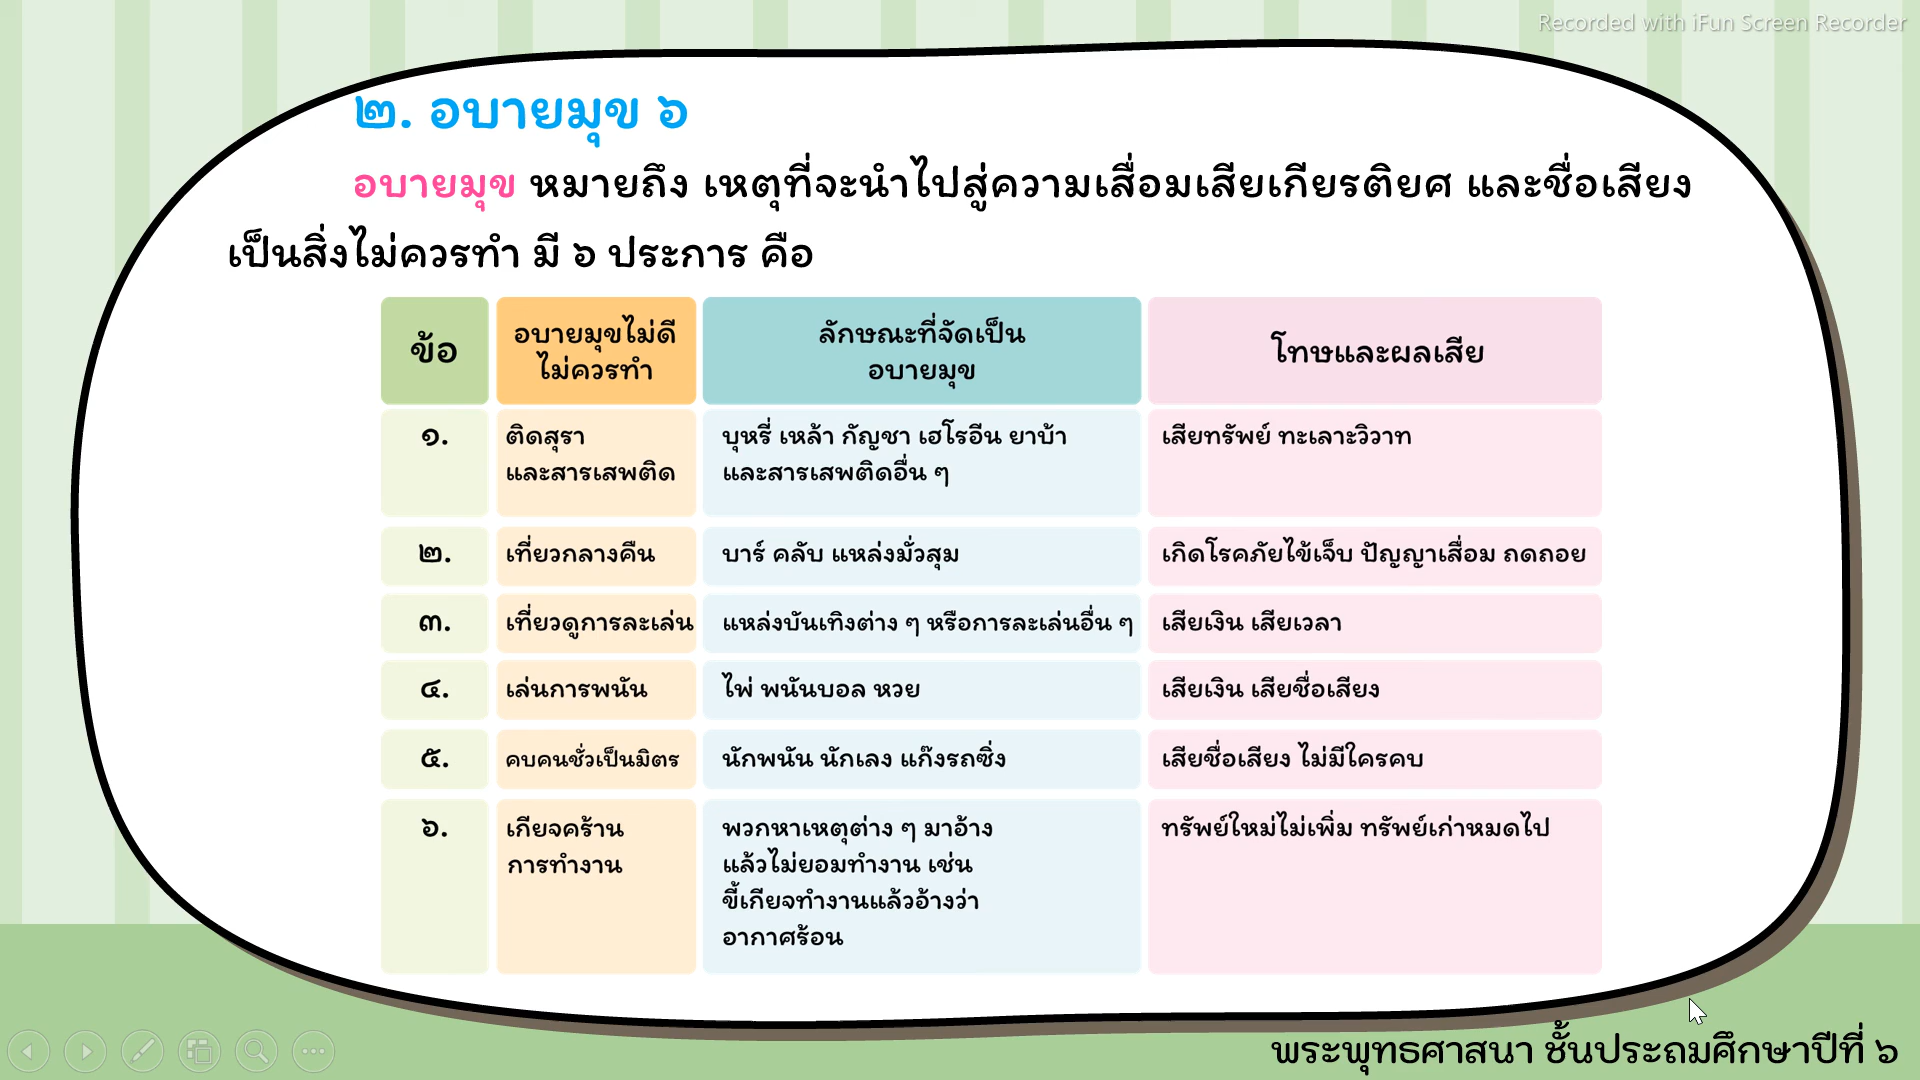 Recorded with iFun Screen Recorder
๒. อบายมุข ๖
อบายมุข หมายถึง เหตุที่จะนำไปสู่ความเสื่อมเสียเกียรติยศ และชื่อเสียง
เป็นสิ่งไม่ควรทำ มี ๖ ประการ คือ
ข้อ
อบายมุขไม่ดี
ไม่ควรทำ
ลักษณะที่จัดเป็น
อบายมุข
โทษและผลเสีย
๑.
ติดสุรา
และสารเสพติด
บุหรี่ เหล้า กัญชา เฮโรอีน ยาบ้า
และสารเสพติดอื่น ๆ
เสียทรัพย์ ทะเลาะวิวาท
๒.
เที่ยวกลางคืน
บาร์ คลับ แหล่งมั่วสุม
เกิดโรคภัยไข้เจ็บ ปัญญาเสื่อม ถดถอย
๓.
เที่ยวดูการละเล่น
แหล่งบันเทิงต่าง ๆ หรือการละเล่นอื่น ๆ
เสียเงิน เสียเวลา
๔.
เล่นการพนัน
ไพ่ พนันบอล หวย
เสียเงิน เสียชื่อเสียง
๕.
คบคนชั่วเป็นมิตร
นักพนัน นักเลง แก๊งรถซิ่ง
เสียชื่อเสียง ไม่มีใครคบ
๖.
เกียจคร้าน
การทำงาน
พวกหาเหตุต่าง ๆ มาอ้าง
แล้วไม่ยอมทำงาน เช่น
ขี้เกียจทำงานแล้วอ้างว่า
อากาศร้อน
ทรัพย์ใหม่ไม่เพิ่ม ทรัพย์เก่าหมดไป
พระพุทธศาสนา ชั้นประถมศึกษาปีที่ ๖